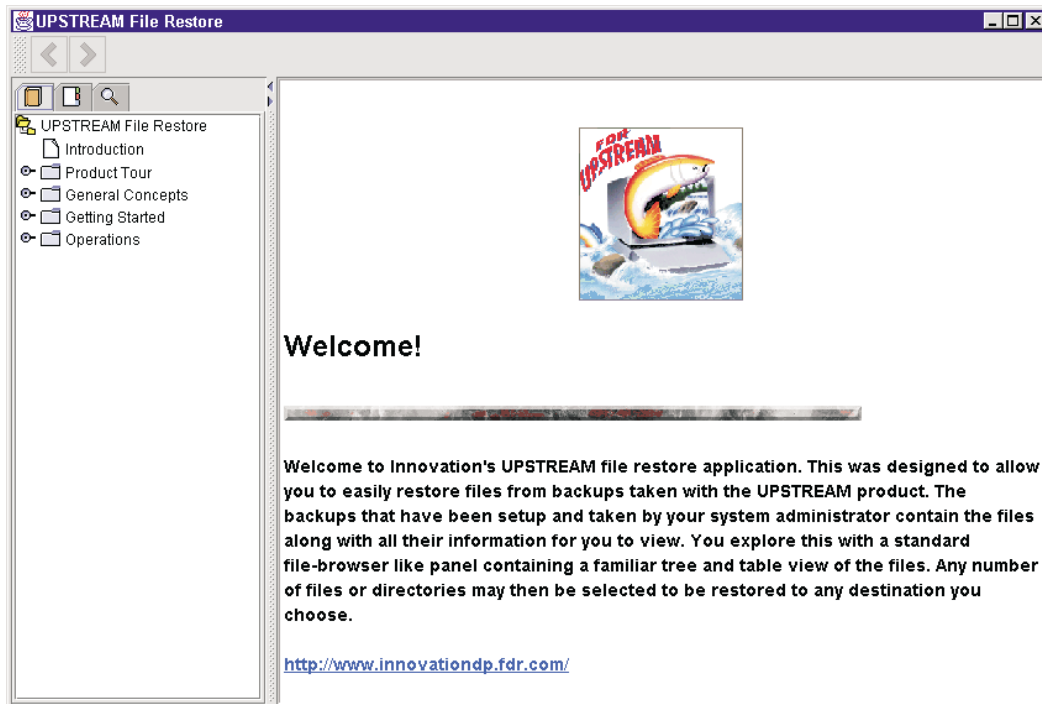 UPSTREAM File Restore
UPSTREAM File Restore
Introduction
Product Tour
General Concepts
Getting Started
Operations
FDR
UPSTREAM
Welcome!
Welcome to Innovation's UPSTREAM file restore application. This was designed to allow
you to easily restore files from backups taken with the UPSTREAM product. The
backups that have been setup and taken by your system administrator contain the files
along with all their information for you to view. You explore this with a standard
file-browser like panel containing a familiar tree and table view of the files. Any number
of files or directories may then be selected to be restored to any destination you
choose.
http://www.innovationdp.fdr.com/